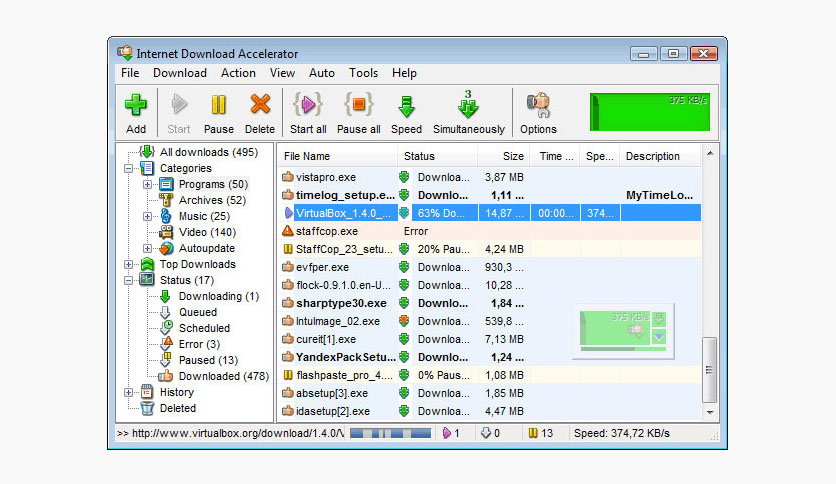 Internet Download Accelerator
File Download Action View Auto Tools Help
3
375 KB/s
Add Start Pause Delete Start all Pause all Speed Simultaneously Options
All downloads (495)
Categories
Programs (50)
Archives (52)
Music (25)
Video (140)
Autoupdate
Top Downloads
Status (17)
Downloading (1)
Queued
Scheduled
Error (3)
Paused (13)
Downloaded (478)
History
Deleted
File Name Status Size Time ... Spe... Description
vistapro.exe Downloa... 3,87 MB
timelog_setup.e... Downlo... 1,11 ... MyTimeLo...
VirtualBox_1.4.0_... 63% Do... 14,87 ... 00:00... 374...
staffcop.exe Error
StaffCop_23_setu... 20% Pau... 4,24 MB
evfper.exe Downloa... 930,3 ...
flock-0.9.1.0.en-U... Downloa... 10,28 ...
sharptype30.exe Downlo... 1,84 ...
IntuImage_02.exe Downloa... 539,8 ...
cureit[1].exe Downloa... 7,13 MB
YandexPackSetu... Downlo... 1,24 ...
flashpaste_pro_4.... 0% Paus... 1,08 MB
absetup[3].exe Downloa... 1,85 MB
idasetup[2].exe Downloa... 4,47 MB
375 KB/s
>> http://www.virtualbox.org/download/1.4.0/V 1 0 13 Speed: 374,72 KB/s